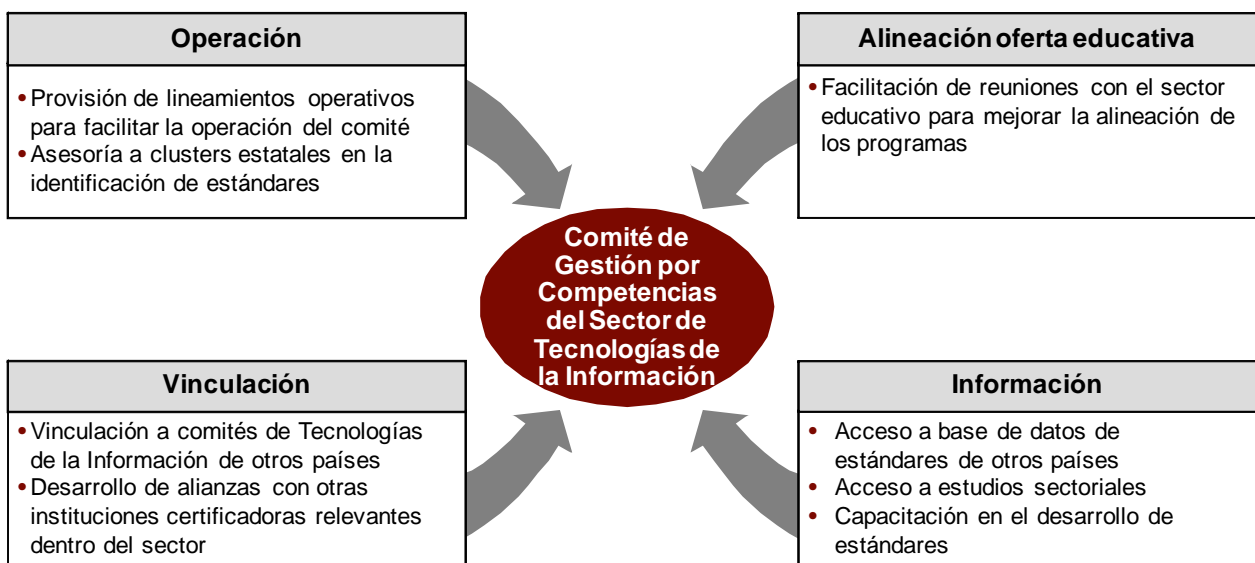 Operación
• Provisión de lineamientos operativos
para facilitar la operación del comité
• Asesoría a clusters estatales en la
identificación de estándares
Alineación oferta educativa
• Facilitación de reuniones con el sector
educativo para mejorar la alineación de
los programas
Comité de
Gestión por
Competencias
del Sector de
Tecnologías de
la Información
Vinculación
• Vinculación a comités de Tecnologías
de la Información de otros países
• Desarrollo de alianzas con otras
instituciones certificadoras relevantes
dentro del sector
Información
• Acceso a base de datos de
estándares de otros países
• Acceso a estudios sectoriales
• Capacitación en el desarrollo de
estándares